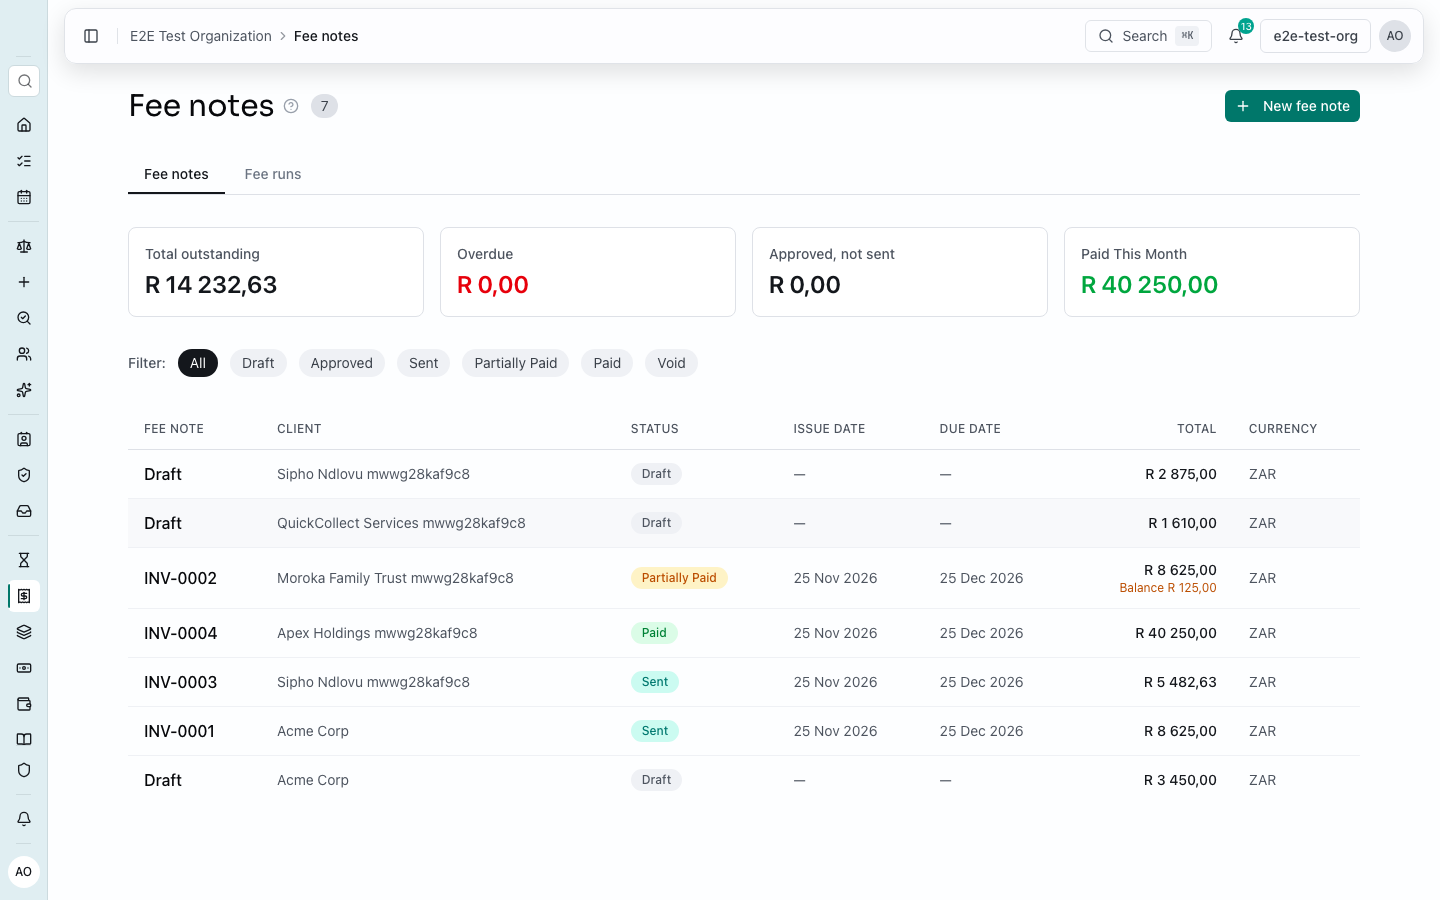 E2E Test Organization > Fee notes
Search ⌘K
13
e2e-test-org
AO
Fee notes 7
New fee note
Fee notes Fee runs
Total outstanding
R 14 232,63
Overdue
R 0,00
Approved, not sent
R 0,00
Paid This Month
R 40 250,00
Filter: All Draft Approved Sent Partially Paid Paid Void
FEE NOTE CLIENT STATUS ISSUE DATE DUE DATE TOTAL CURRENCY
Draft Sipho Ndlovu mwwg28kaf9c8 Draft — — R 2 875,00 ZAR
Draft QuickCollect Services mwwg28kaf9c8 Draft — — R 1 610,00 ZAR
INV-0002 Moroka Family Trust mwwg28kaf9c8 Partially Paid 25 Nov 2026 25 Dec 2026 R 8 625,00 ZAR
Balance R 125,00
INV-0004 Apex Holdings mwwg28kaf9c8 Paid 25 Nov 2026 25 Dec 2026 R 40 250,00 ZAR
INV-0003 Sipho Ndlovu mwwg28kaf9c8 Sent 25 Nov 2026 25 Dec 2026 R 5 482,63 ZAR
INV-0001 Acme Corp Sent 25 Nov 2026 25 Dec 2026 R 8 625,00 ZAR
Draft Acme Corp Draft — — R 3 450,00 ZAR
AO